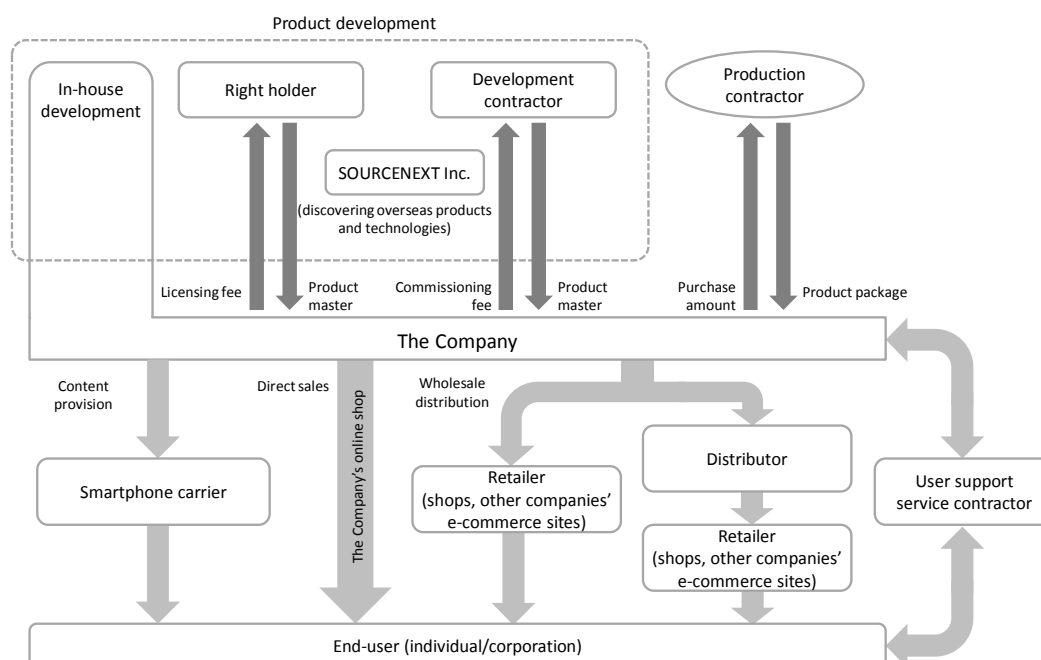 Product development
In-house
development
Right holder
Development
contractor
Production
contractor
SOURCENEXT Inc.
(discovering overseas products
and technologies)
Licensing fee
Product
master
Commissioning
fee
Product
master
Purchase
amount
Product package
The Company
Content
provision
Direct sales
The Company's online shop
Wholesale
distribution
Smartphone carrier
Retailer
(shops, other companies'
e-commerce sites)
Distributor
Retailer
(shops, other companies'
e-commerce sites)
User support
service contractor
End-user (individual/corporation)